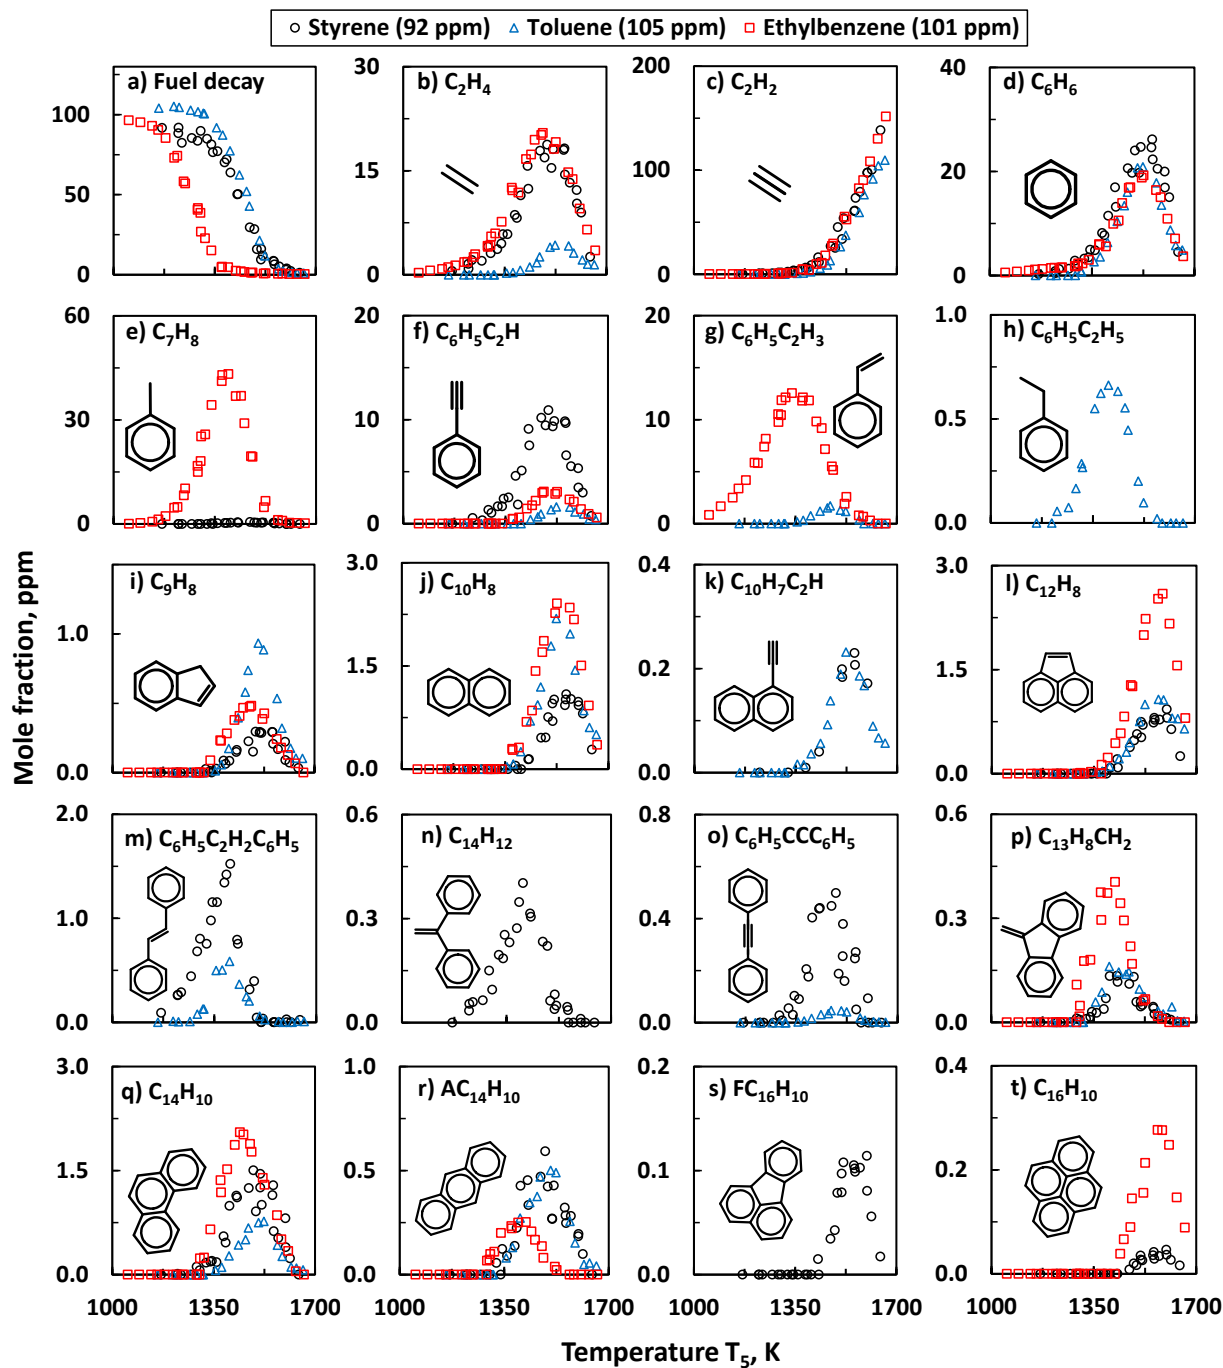 Styrene (92 ppm) Toluene (105 ppm) Ethylbenzene (101 ppm)
a) Fuel decay
100
50
0
b) C₂H₄
30
15
0
c) C₂H₂
200
100
0
d) C₆H₆
40
20
0
e) C₇H₈
60
30
0
f) C₆H₅C₂H
20
10
0
g) C₆H₅C₂H₃
20
10
0
h) C₆H₅C₂H₅
1.0
0.5
0.0
i) C₉H₈
1.0
0.0
j) C₁₀H₈
3.0
1.5
0.0
k) C₁₀H₇C₂H
0.4
0.2
0.0
l) C₁₂H₈
3.0
1.5
0.0
m) C₆H₅C₂H₂C₆H₅
2.0
1.0
0.0
n) C₁₄H₁₂
0.6
0.3
0.0
o) C₆H₅CCC₆H₅
0.8
0.4
0.0
p) C₁₃H₈CH₂
0.6
0.3
0.0
q) C₁₄H₁₀
3.0
1.5
0.0
r) AC₁₄H₁₀
1.0
0.5
0.0
s) FC₁₆H₁₀
0.2
0.1
0.0
t) C₁₆H₁₀
0.4
0.2
0.0
1000 1350 1700
1000 1350 1700
1000 1350 1700
1000 1350 1700
Mole fraction, ppm
Temperature T₅, K